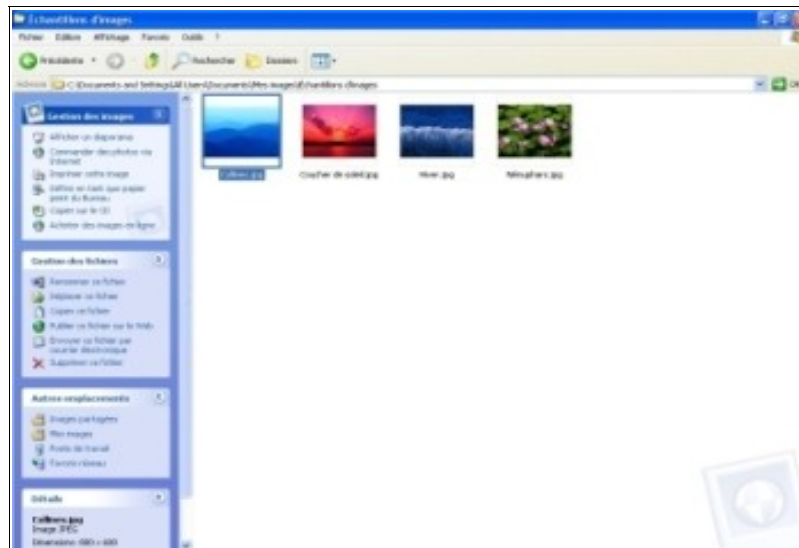 Échantillons d'images
Fichier Edition Affichage Favoris Outils ?
Précédente Rechercher Dossiers
Adresse C:\Documents and Settings\All Users\Documents\Mes images\Échantillons d'images OK
Gestion des images
Afficher un diaporama
Commander des photos via
Internet
Imprimer cette image
Définir en tant que papier
peint du Bureau
Copier sur le CD
Acheter des images en ligne
Collines.jpg
Coucher de soleil.jpg
Hiver.jpg
Nénuphars.jpg
Gestion des fichiers
Renommer ce fichier
Déplacer ce fichier
Copier ce fichier
Publier ce fichier sur le Web
Envoyer ce fichier par
courrier électronique
Supprimer ce fichier
Autres emplacements
Images partagées
Mes images
Poste de travail
Favoris réseau
Détails
Collines.jpg
Image JPEG
Dimensions: 800 x 600